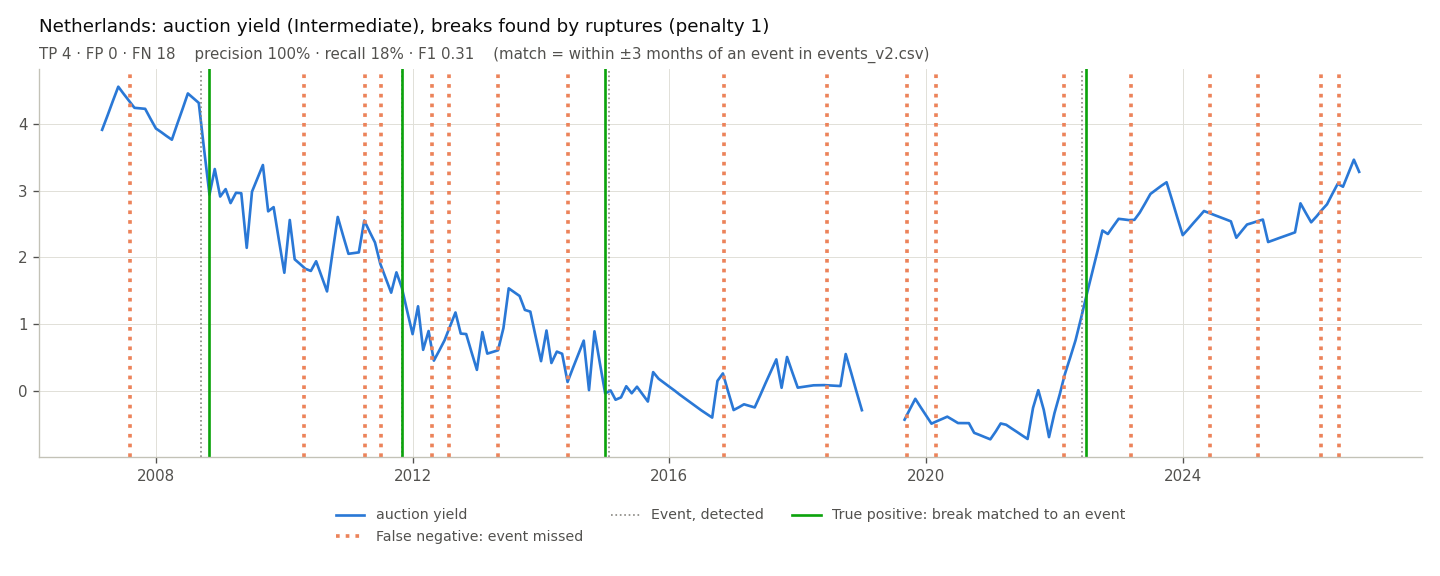 Netherlands: auction yield (Intermediate), breaks found by ruptures (penalty 1)
TP 4 · FP 0 · FN 18    precision 100% · recall 18% · F1 0.31    (match = within ±3 months of an event in events_v2.csv)
4
3
2
1
0
2008 2012 2016 2020 2024
auction yield
Event, detected
True positive: break matched to an event
False negative: event missed